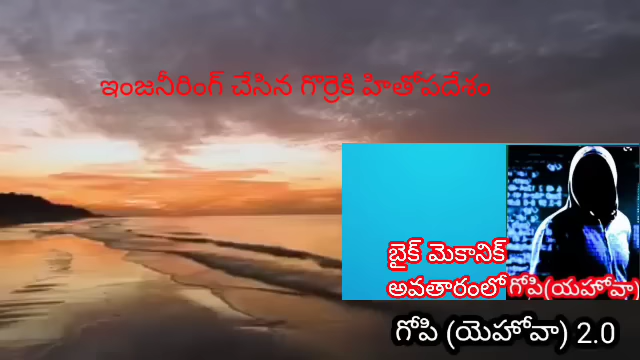 ఇంజనీరింగ్ చేసిన గొర్రెకి హితోపదేశం
బైక్ మెకానిక్
అవతారంలో గోపి(యహోవా)
గోపి (యెహోవా) 2.0